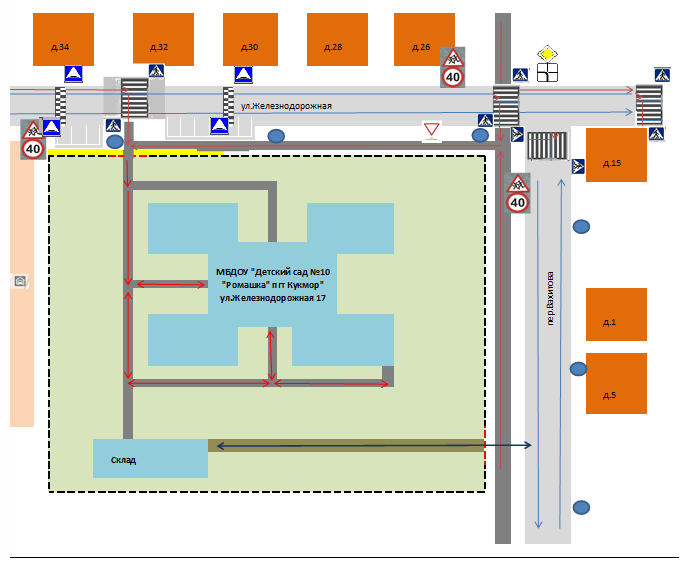 д.34
д.32
д.30
д.28
д.26
40
ул.Железнодорожная
40
д.15
40
МБДОУ "Детский сад №10
"Ромашка" пгт Кукмор"
ул.Железнодорожная 17
пер.Вахитова
д.1
д.5
Склад